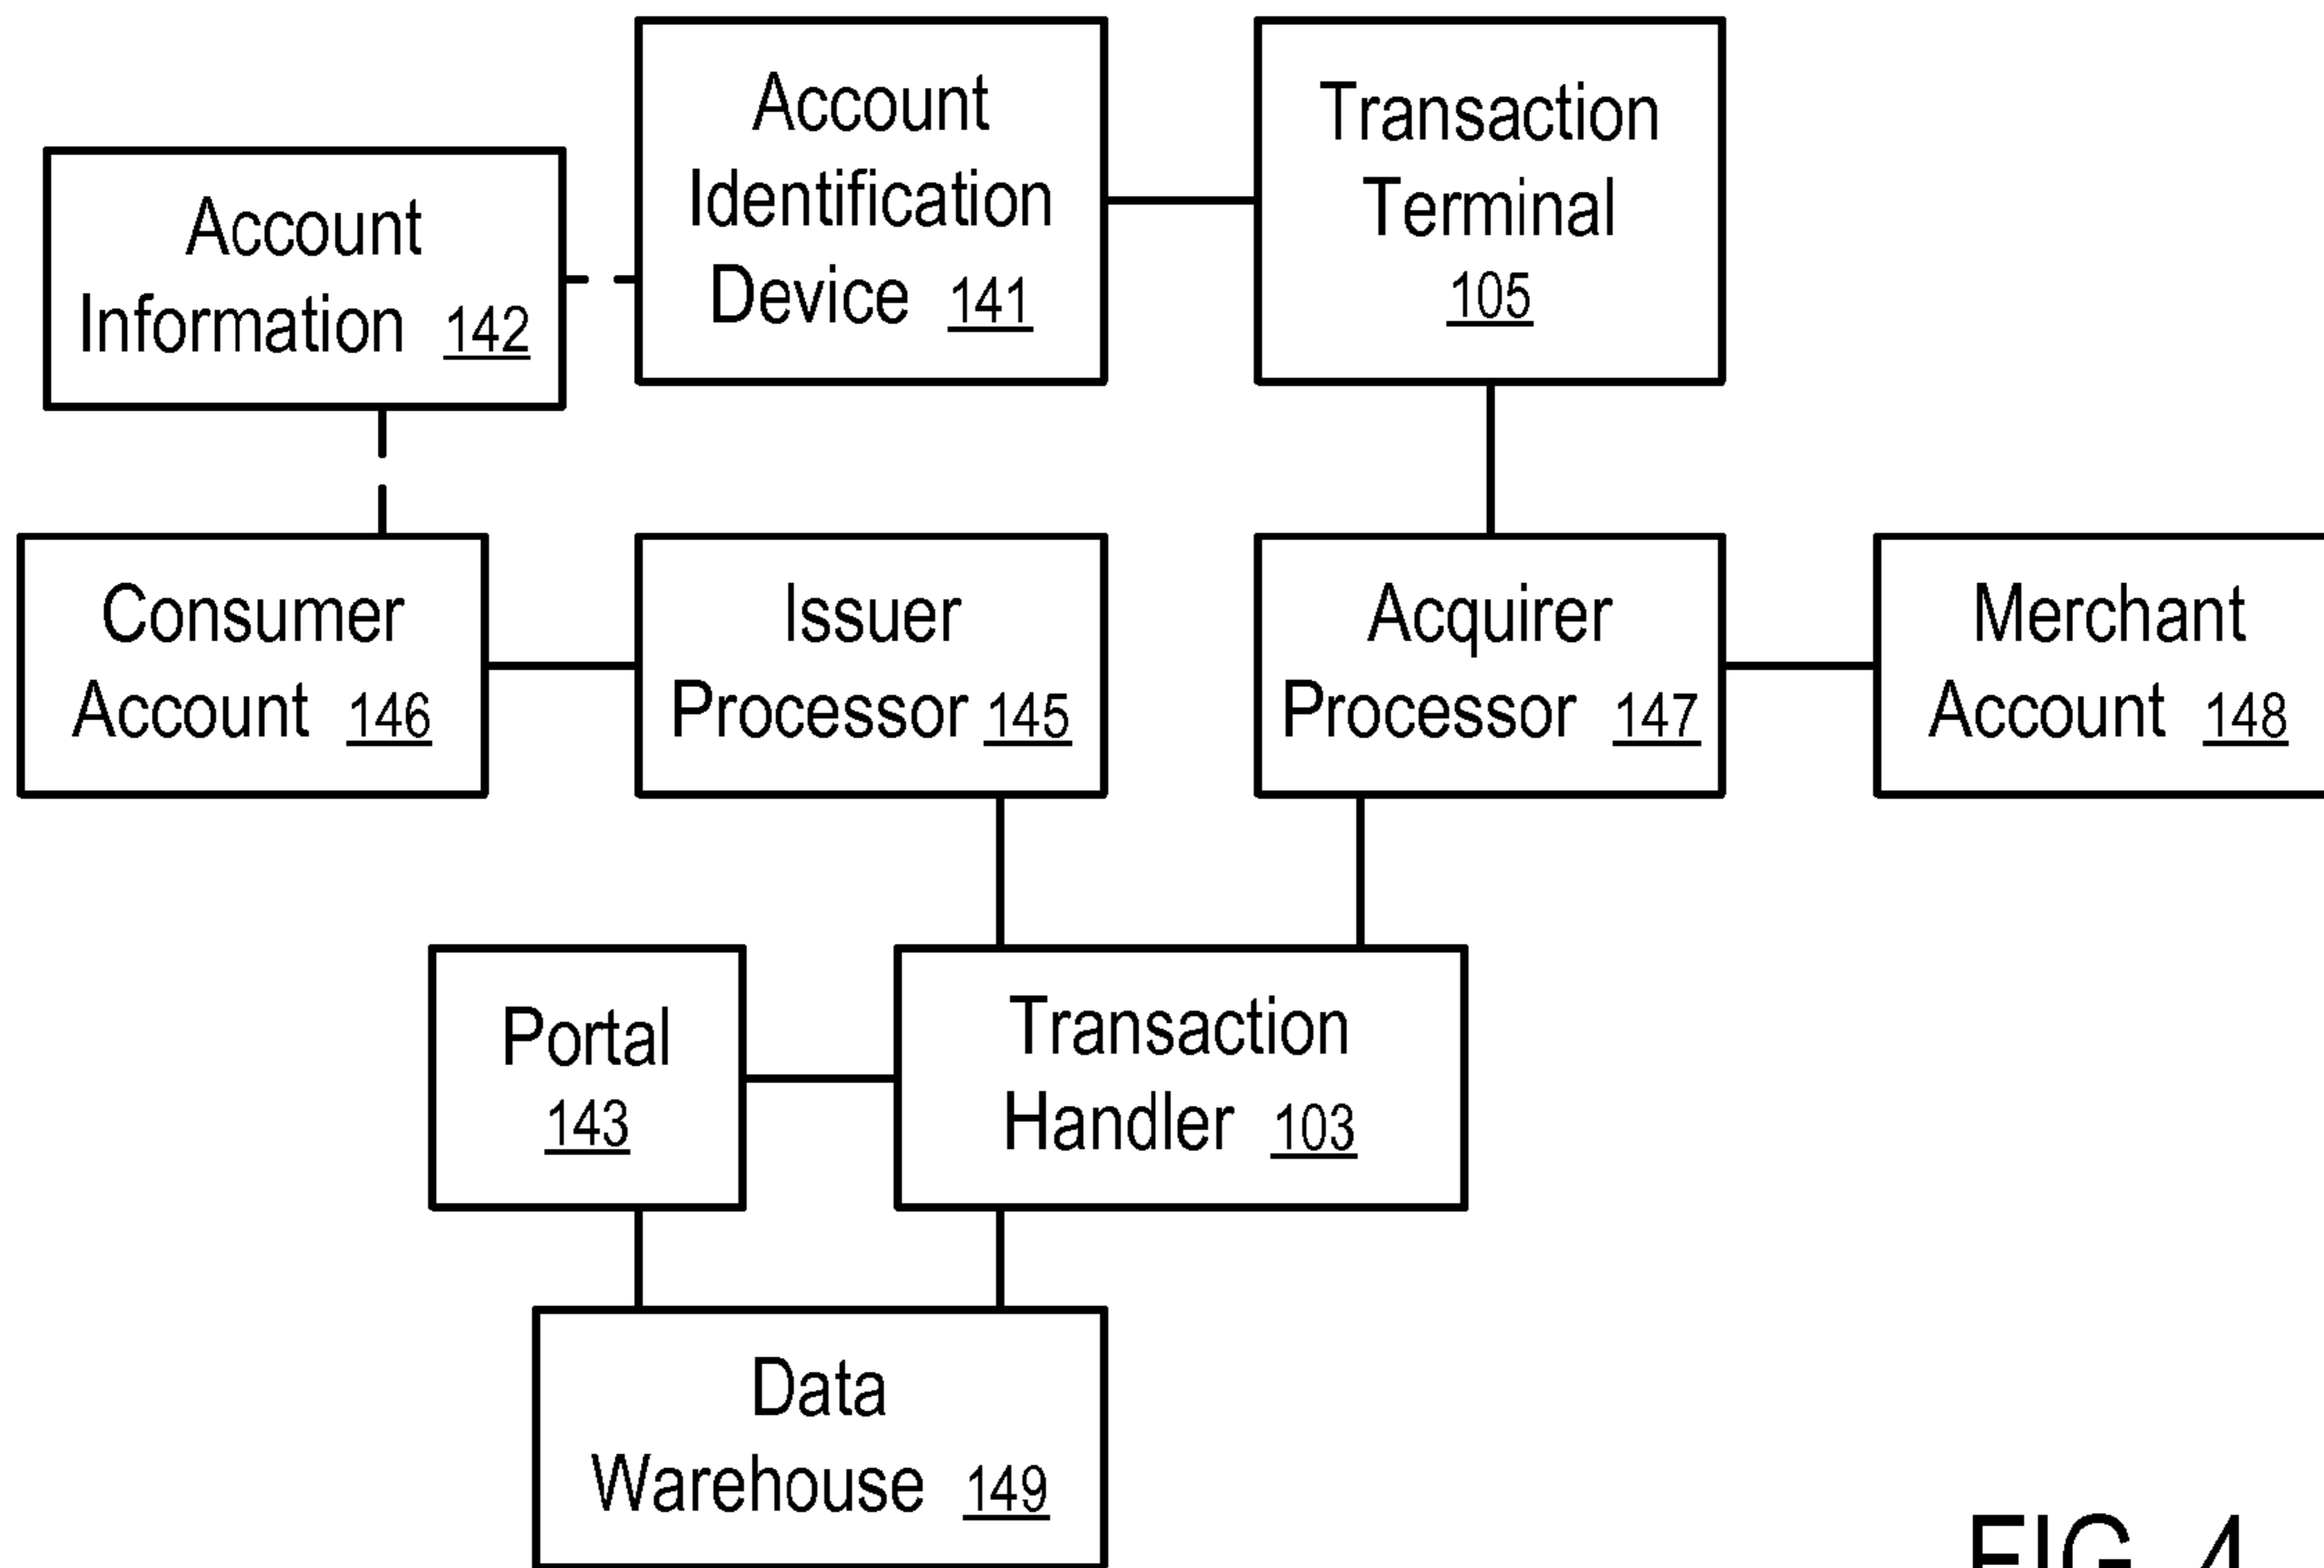 Account
Identification
Device 141
Transaction
Terminal
105
Account
Information 142
Consumer
Account 146
Issuer
Processor 145
Acquirer
Processor 147
Merchant
Account 148
Portal
143
Transaction
Handler 103
Data
Warehouse 149
FIG. 4